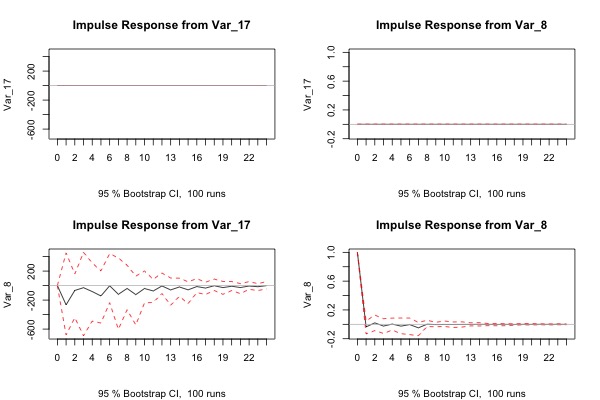 Impulse Response from Var_17
Var_17
200
-200
-600
0 2 4 6 8 10 13 16 19 22
95 % Bootstrap CI, 100 runs
Impulse Response from Var_8
Var_17
1.0
0.6
0.2
-0.2
0 2 4 6 8 10 13 16 19 22
95 % Bootstrap CI, 100 runs
Impulse Response from Var_17
Var_8
200
-200
-600
0 2 4 6 8 10 13 16 19 22
95 % Bootstrap CI, 100 runs
Impulse Response from Var_8
Var_8
1.0
0.6
0.2
-0.2
0 2 4 6 8 10 13 16 19 22
95 % Bootstrap CI, 100 runs